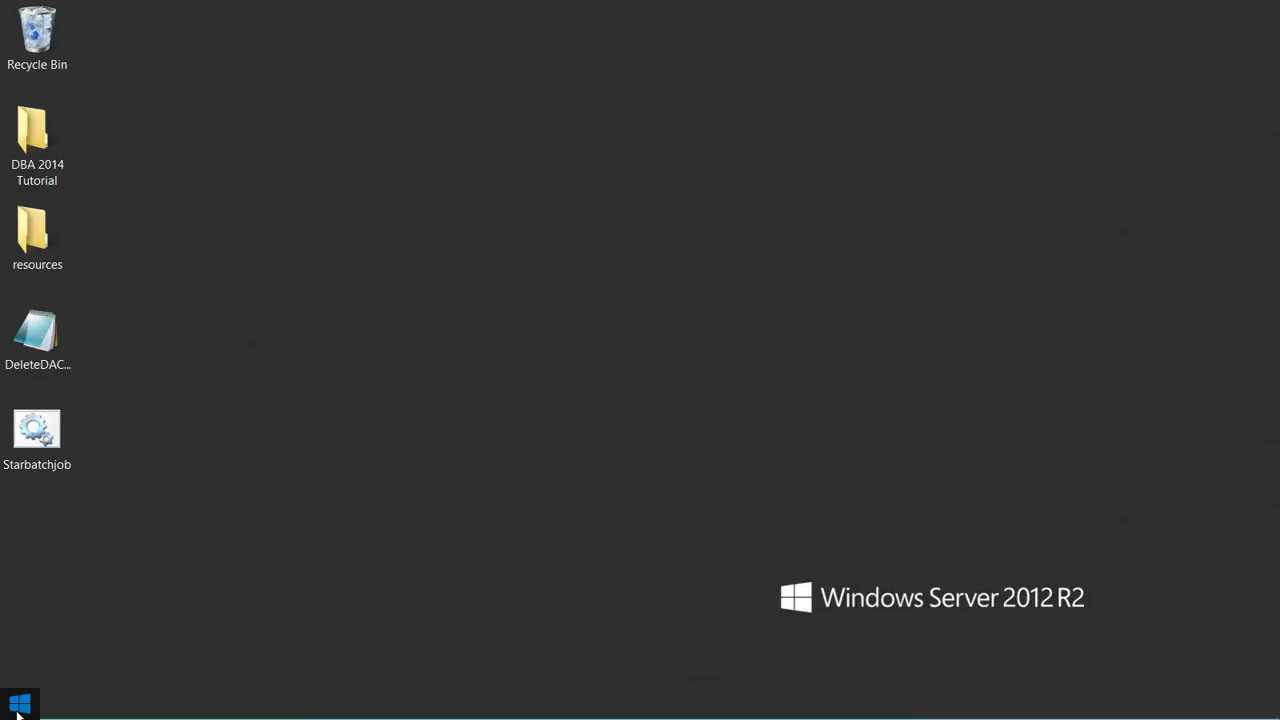 Recycle Bin
DBA 2014
Tutorial
resources
DeleteDAC...
Starbatchjob
Windows Server 2012 R2